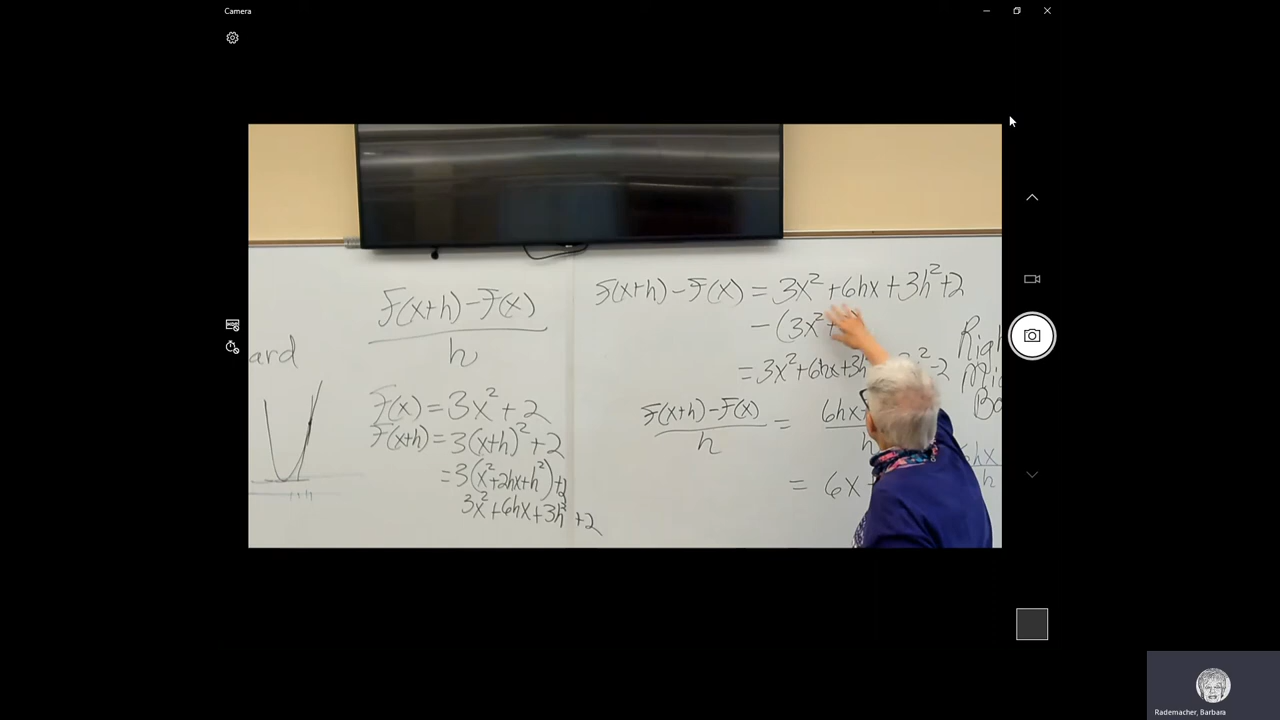 Camera
F(x+h) - F(x)
h
ard
F(x) = 3x² + 2
F(x+h) = 3(x+h)² + 2
= 3(x²+2hx+h²)+2
3x²+6hx+3h²+2
F(x+h) - F(x) = 3x² + 6hx + 3h² + 2
- (3x² +
= 3x²+6hx+3h
F(x+h) - F(x) = 6hx
h
h
= 6x
Rademacher, Barbara